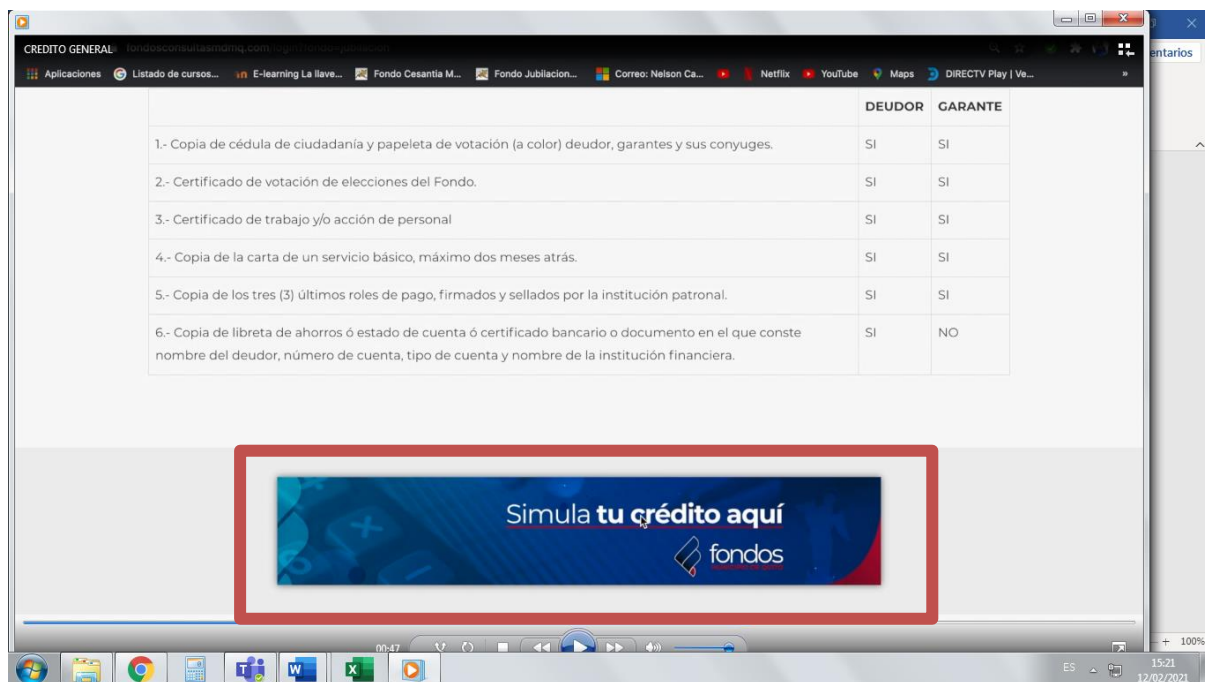 CREDITO GENERAL fondosconsultasmdmq.com
entarios
Aplicaciones Listado de cursos... E-learning La llave... Fondo Cesantia M... Fondo Jubilacion... Correo: Nelson Ca... Netflix YouTube Maps DIRECTV Play | Ve... »
DEUDOR GARANTE
1.- Copia de cédula de ciudadanía y papeleta de votación (a color) deudor, garantes y sus conyuges. SI SI
2.- Certificado de votación de elecciones del Fondo. SI SI
3.- Certificado de trabajo y/o acción de personal SI SI
4.- Copia de la carta de un servicio básico, máximo dos meses atrás. SI SI
5.- Copia de los tres (3) últimos roles de pago, firmados y sellados por la institución patronal. SI SI
6.- Copia de libreta de ahorros ó estado de cuenta ó certificado bancario o documento en el que conste SI NO
nombre del deudor, número de cuenta, tipo de cuenta y nombre de la institución financiera.
Simula tu crédito aquí
fondos
00:47
+ 100%
ES 15:21
12/02/2021